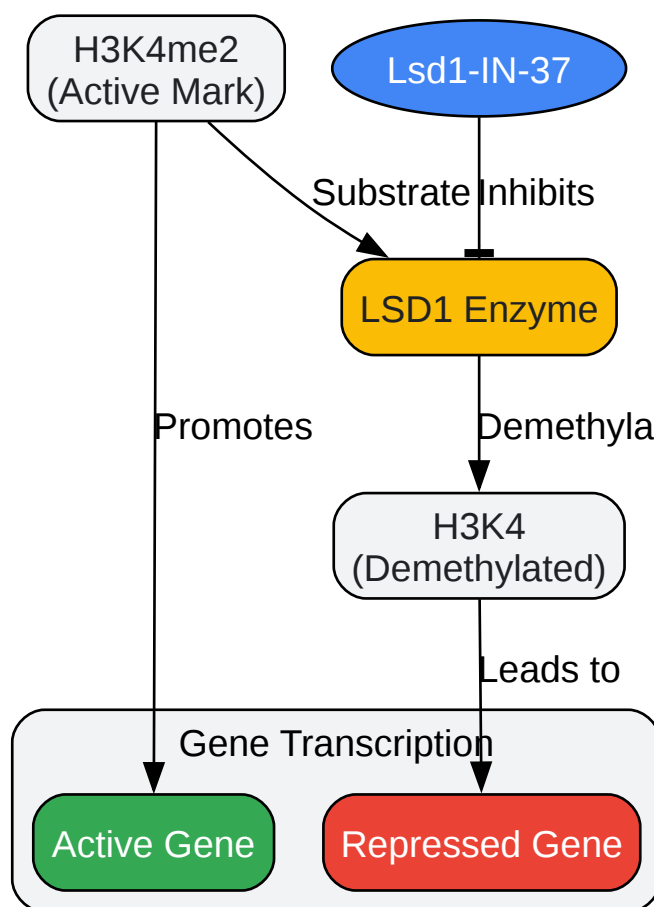 H3K4me2
(Active Mark)
Lsd1-IN-37
Substrate
Inhibits
LSD1 Enzyme
Promotes
Demethyla
H3K4
(Demethylated)
Leads to
Gene Transcription
Active Gene
Repressed Gene